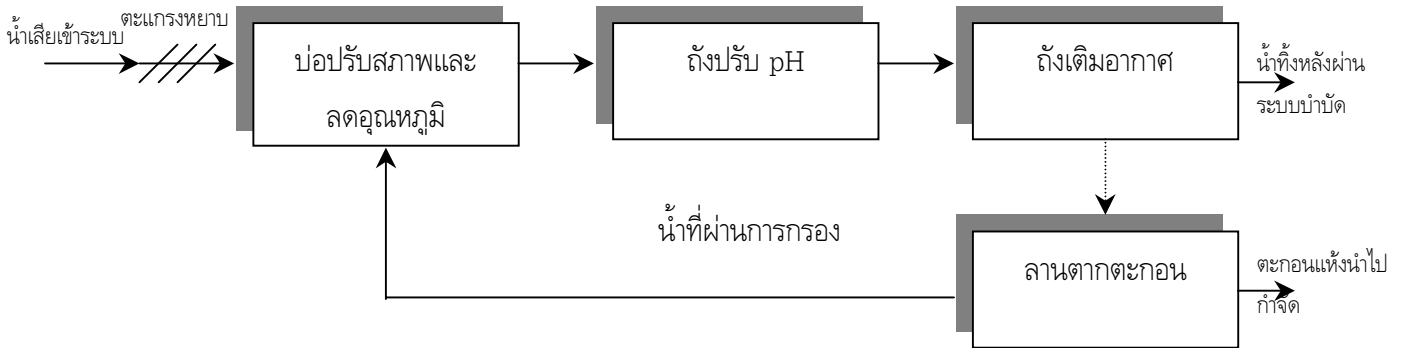 น้ำเสียเข้าระบบ
ตะแกรงหยาบ
บ่อปรับสภาพและ
ลดอุณหภูมิ
ถังปรับ pH
ถังเติมอากาศ
น้ำทิ้งหลังผ่าน
ระบบบำบัด
น้ำที่ผ่านการกรอง
ลานตากตะกอน
ตะกอนแห้งนำไป
กำจัด